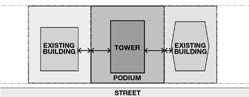 EXISTING
BUILDING
TOWER
EXISTING
BUILDING
PODIUM
STREET